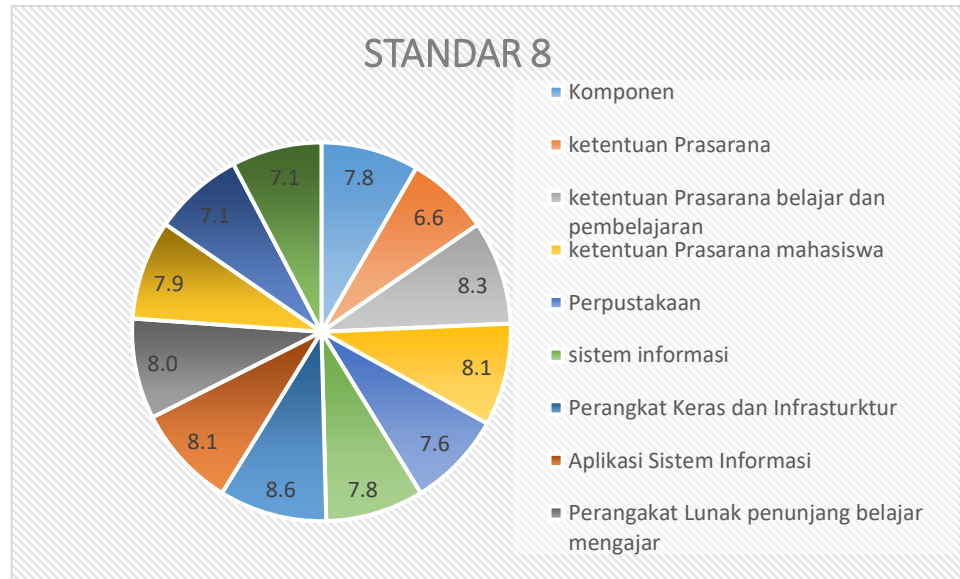 STANDAR 8
7.8
6.6
8.3
8.1
7.6
7.8
8.6
8.1
8.0
7.9
7.1
7.1
Komponen
ketentuan Prasarana
ketentuan Prasarana belajar dan
pembelajaran
ketentuan Prasarana mahasiswa
Perpustakaan
sistem informasi
Perangkat Keras dan Infrasturktur
Aplikasi Sistem Informasi
Perangakat Lunak penunjang belajar
mengajar